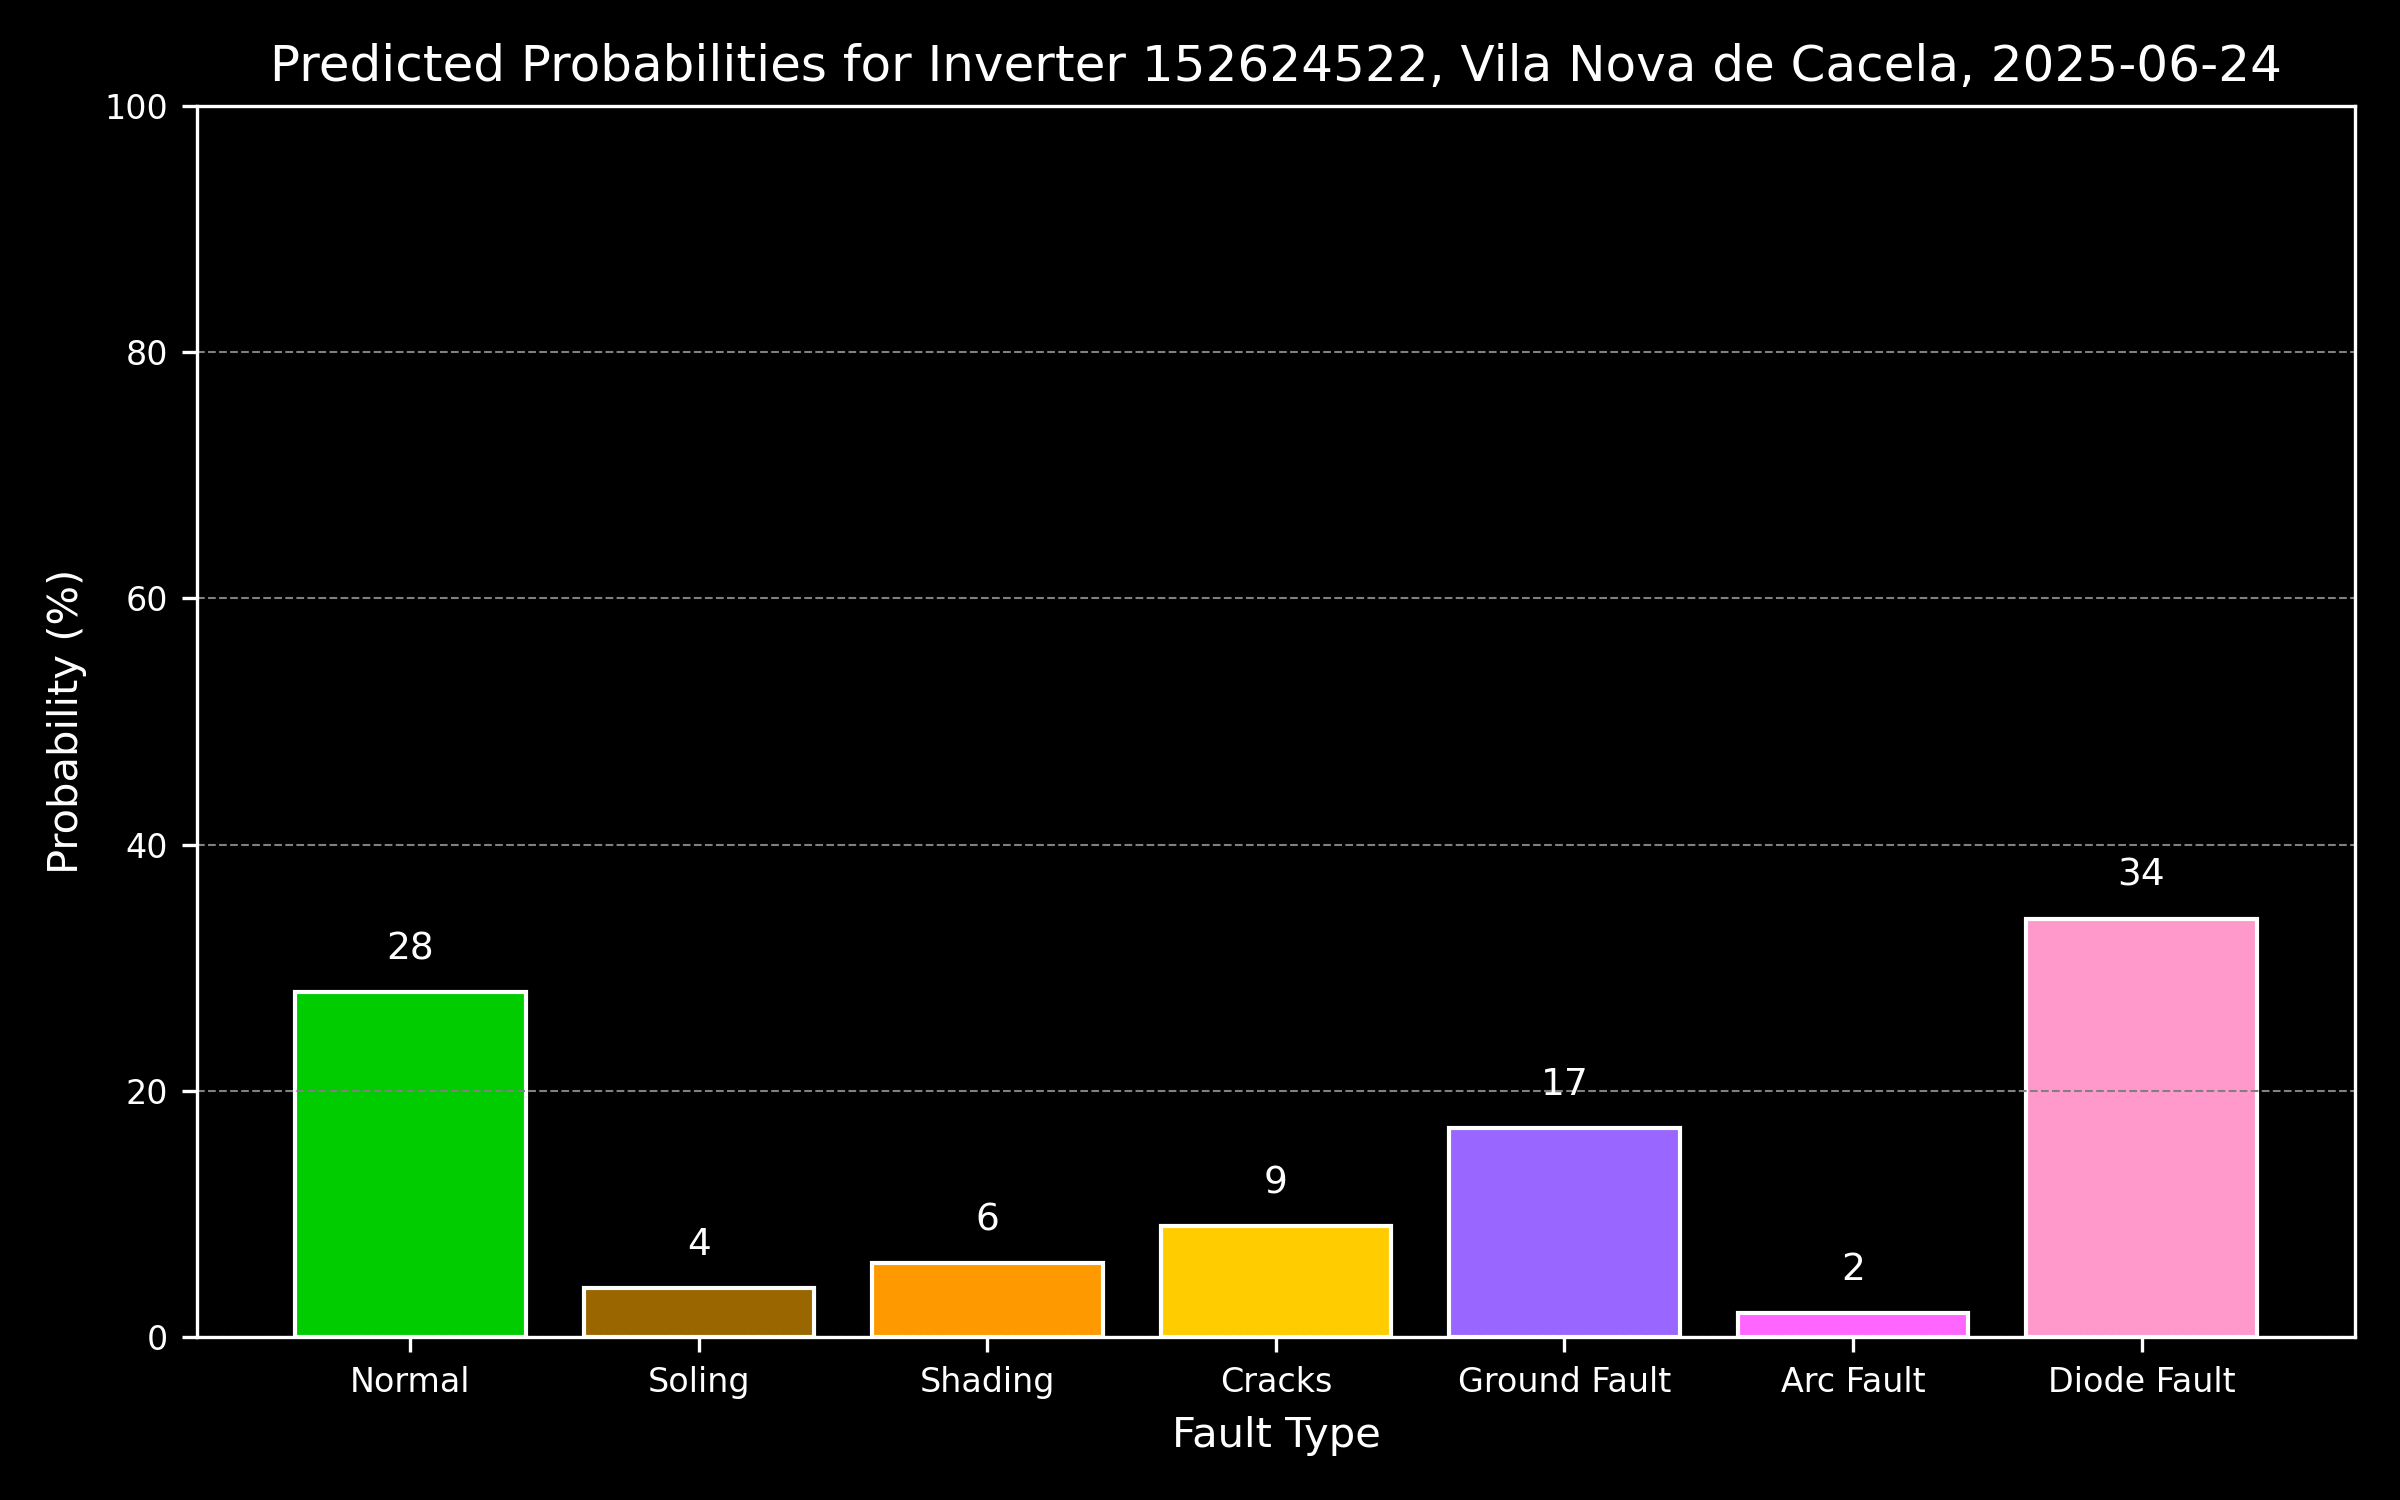 Predicted Probabilities for Inverter 152624522, Vila Nova de Cacela, 2025-06-24
Probability (%)
100
80
60
40
20
0
28
4
6
9
17
2
34
Normal
Soling
Shading
Cracks
Ground Fault
Arc Fault
Diode Fault
Fault Type